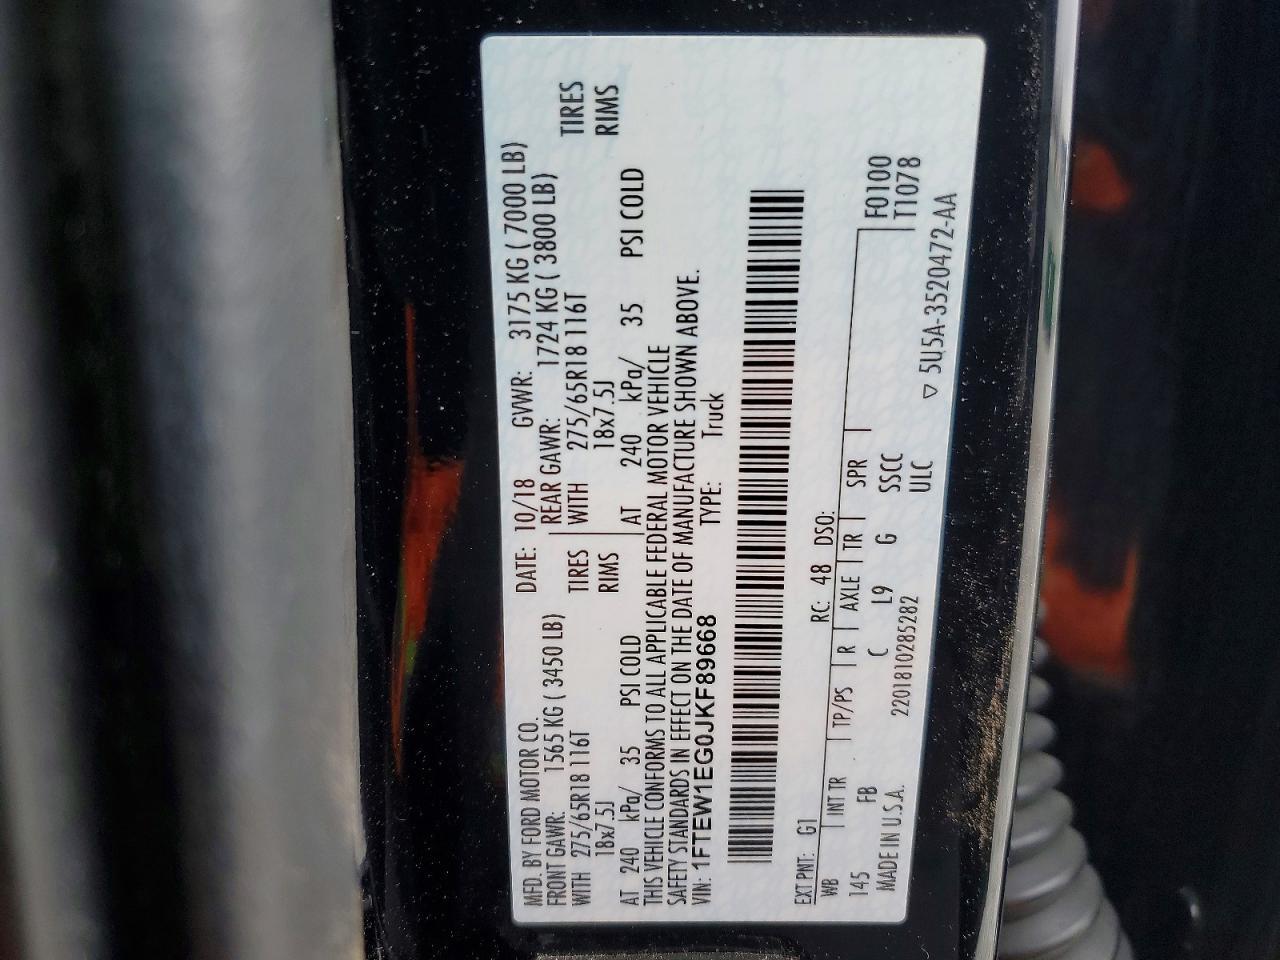 MFD. BY FORD MOTOR CO.
DATE: 10/18 GVWR: 3175 KG ( 7000 LB)
FRONT GAWR: 1565 KG ( 3450 LB) REAR GAWR: 1724 KG ( 3800 LB)
WITH 275/65R18 116T TIRES WITH 275/65R18 116T TIRES
18x7.5J RIMS 18x7.5J RIMS
AT 240 kPa/ 35 PSI COLD AT 240 kPa/ 35 PSI COLD
THIS VEHICLE CONFORMS TO ALL APPLICABLE FEDERAL MOTOR VEHICLE
SAFETY STANDARDS IN EFFECT ON THE DATE OF MANUFACTURE SHOWN ABOVE.
VIN: 1FTEW1EG0JKF89668 TYPE: Truck
EXT PNT: G1 RC: 48 DSO:
WB INT TR TP/PS R AXLE TR SPR F0100
145 FB C L9 G SSCC T1078
MADE IN U.S.A. 2201810285282 ULC
▽ 5U5A-3520472-AA